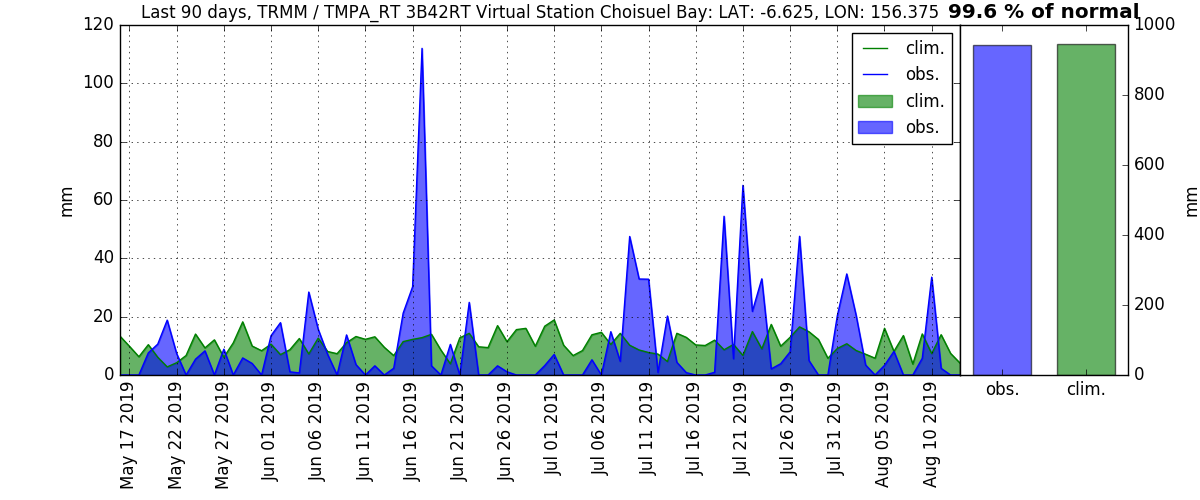 Last 90 days, TRMM / TMPA_RT 3B42RT Virtual Station Choisuel Bay: LAT: -6.625, LON: 156.375
99.6 % of normal
120
100
80
60
40
20
0
mm
clim.
obs.
clim.
obs.
May 17 2019
May 22 2019
May 27 2019
Jun 01 2019
Jun 06 2019
Jun 11 2019
Jun 16 2019
Jun 21 2019
Jun 26 2019
Jul 01 2019
Jul 06 2019
Jul 11 2019
Jul 16 2019
Jul 21 2019
Jul 26 2019
Jul 31 2019
Aug 05 2019
Aug 10 2019
1000
800
600
400
200
0
mm
obs.
clim.